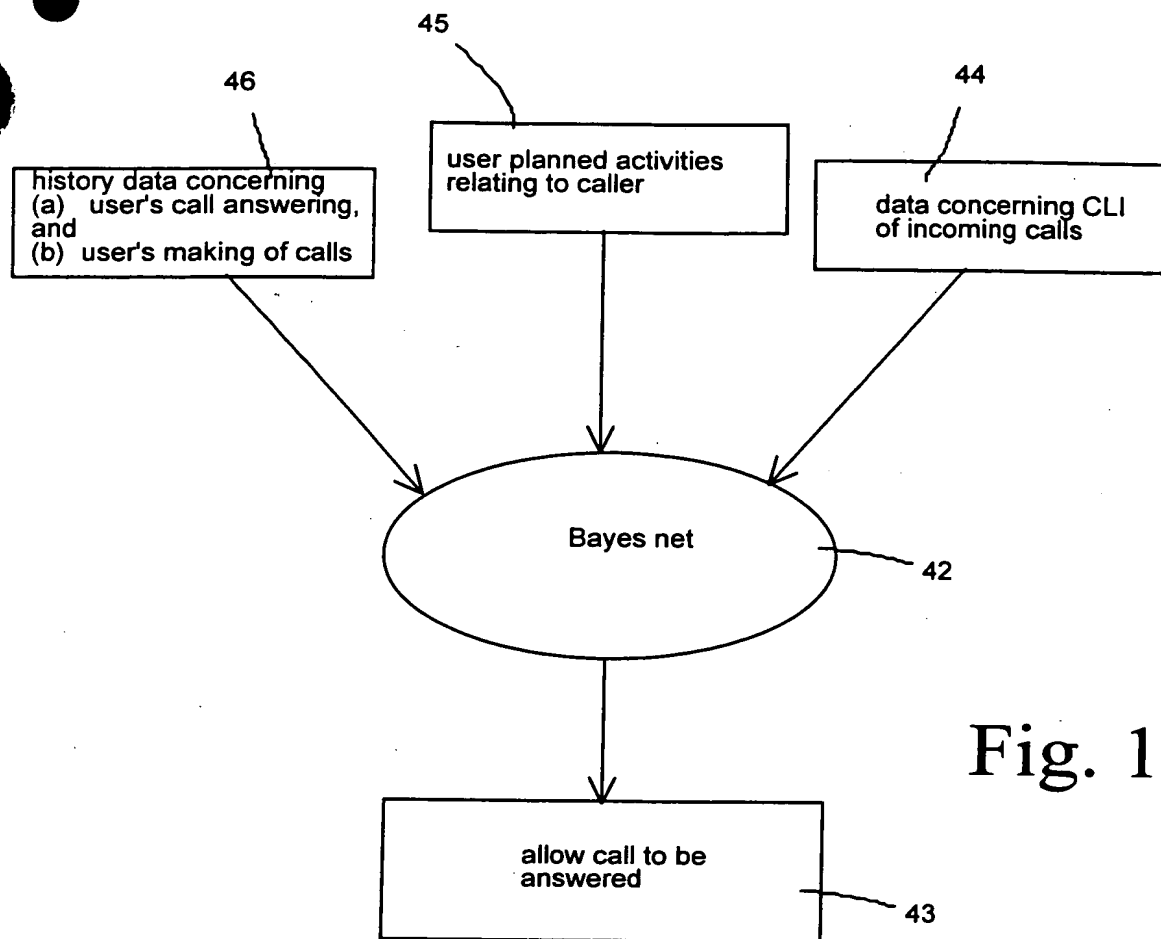 45
46
44
history data concerning
(a) user's call answering,
and
(b) user's making of calls
user planned activities
relating to caller
data concerning CLI
of incoming calls
Bayes net
42
Fig. 1
allow call to be
answered
43